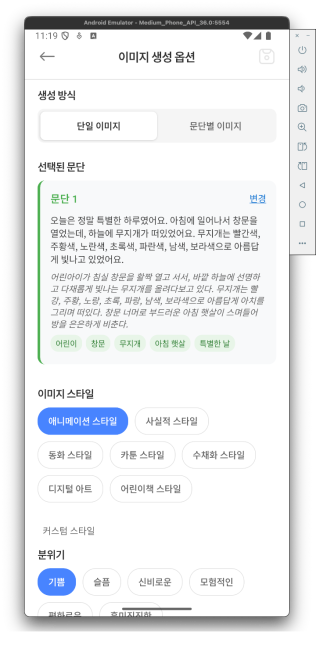 Android Emulator - Medium_Phone_API_36.0:5554
11:19
이미지 생성 옵션
생성 방식
단일 이미지
문단별 이미지
선택된 문단
문단 1
변경
오늘은 정말 특별한 하루였어요. 아침에 일어나서 창문을
열었는데, 하늘에 무지개가 떠있었어요. 무지개는 빨간색,
주황색, 노란색, 초록색, 파란색, 남색, 보라색으로 아름답
게 빛나고 있었어요.
어린아이가 침실 창문을 활짝 열고 서서, 바깥 하늘에 선명하
고 다채롭게 빛나는 무지개를 올려다보고 있다. 무지개는 빨
강, 주황, 노랑, 초록, 파랑, 남색, 보라색으로 아름답게 아치를
그리며 떠있다. 창문 너머로 부드러운 아침 햇살이 스며들어
방을 은은하게 비춘다.
어린이 창문 무지개 아침 햇살 특별한 날
이미지 스타일
애니메이션 스타일 사실적 스타일
동화 스타일 카툰 스타일 수채화 스타일
디지털 아트 어린이책 스타일
커스텀 스타일
분위기
기쁨 슬픔 신비로운 모험적인
평화로운 흥미진진한